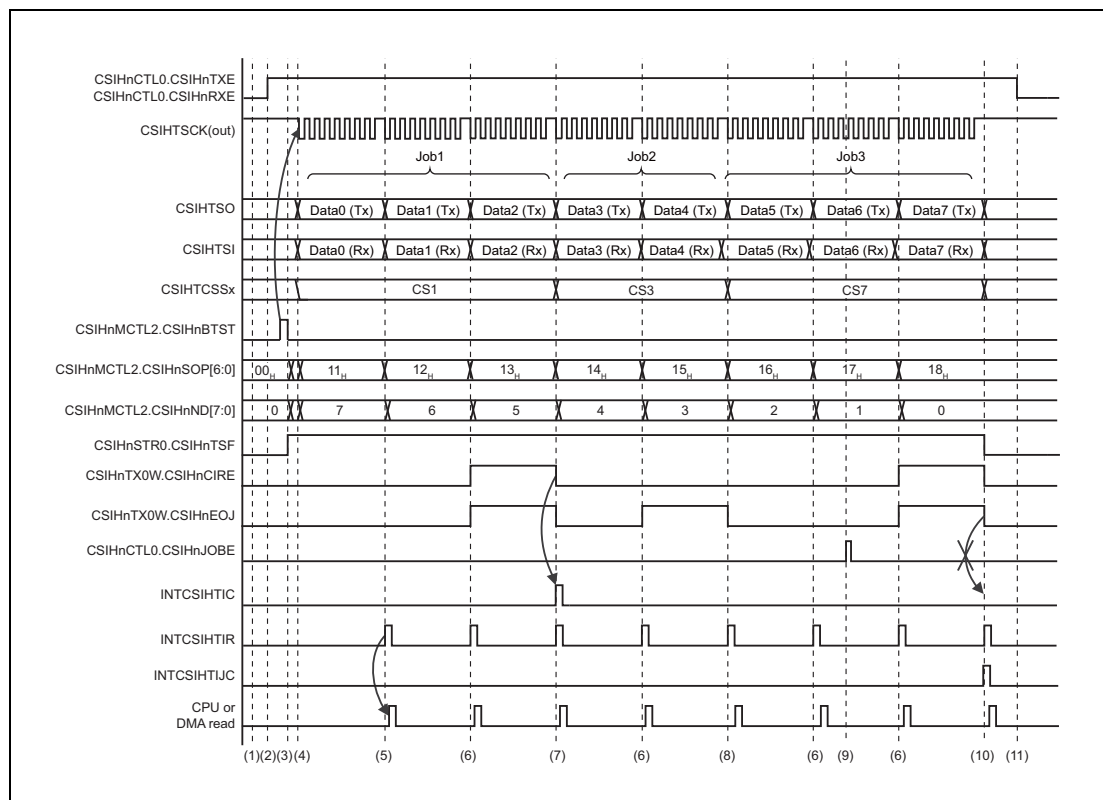 CSIHnCTL0.CSIHnTXE
CSIHnCTL0.CSIHnRXE
CSIHTSCK(out)
Job1 Job2 Job3
CSIHTSO Data0 (Tx) Data1 (Tx) Data2 (Tx) Data3 (Tx) Data4 (Tx) Data5 (Tx) Data6 (Tx) Data7 (Tx)
CSIHTSI Data0 (Rx) Data1 (Rx) Data2 (Rx) Data3 (Rx) Data4 (Rx) Data5 (Rx) Data6 (Rx) Data7 (Rx)
CSIHTCSSx CS1 CS3 CS7
CSIHnMCTL2.CSIHnBTST
CSIHnMCTL2.CSIHnSOP[6:0] 00H 11H 12H 13H 14H 15H 16H 17H 18H
CSIHnMCTL2.CSIHnND[7:0] 0 7 6 5 4 3 2 1 0
CSIHnSTR0.CSIHnTSF
CSIHnTX0W.CSIHnCIRE
CSIHnTX0W.CSIHnEOJ
CSIHnCTL0.CSIHnJOBE
INTCSIHTIC
INTCSIHTIR
INTCSIHTIJC
CPU or
DMA read
(1)(2)(3)(4) (5) (6) (7) (6) (8) (6) (9) (6) (10) (11)